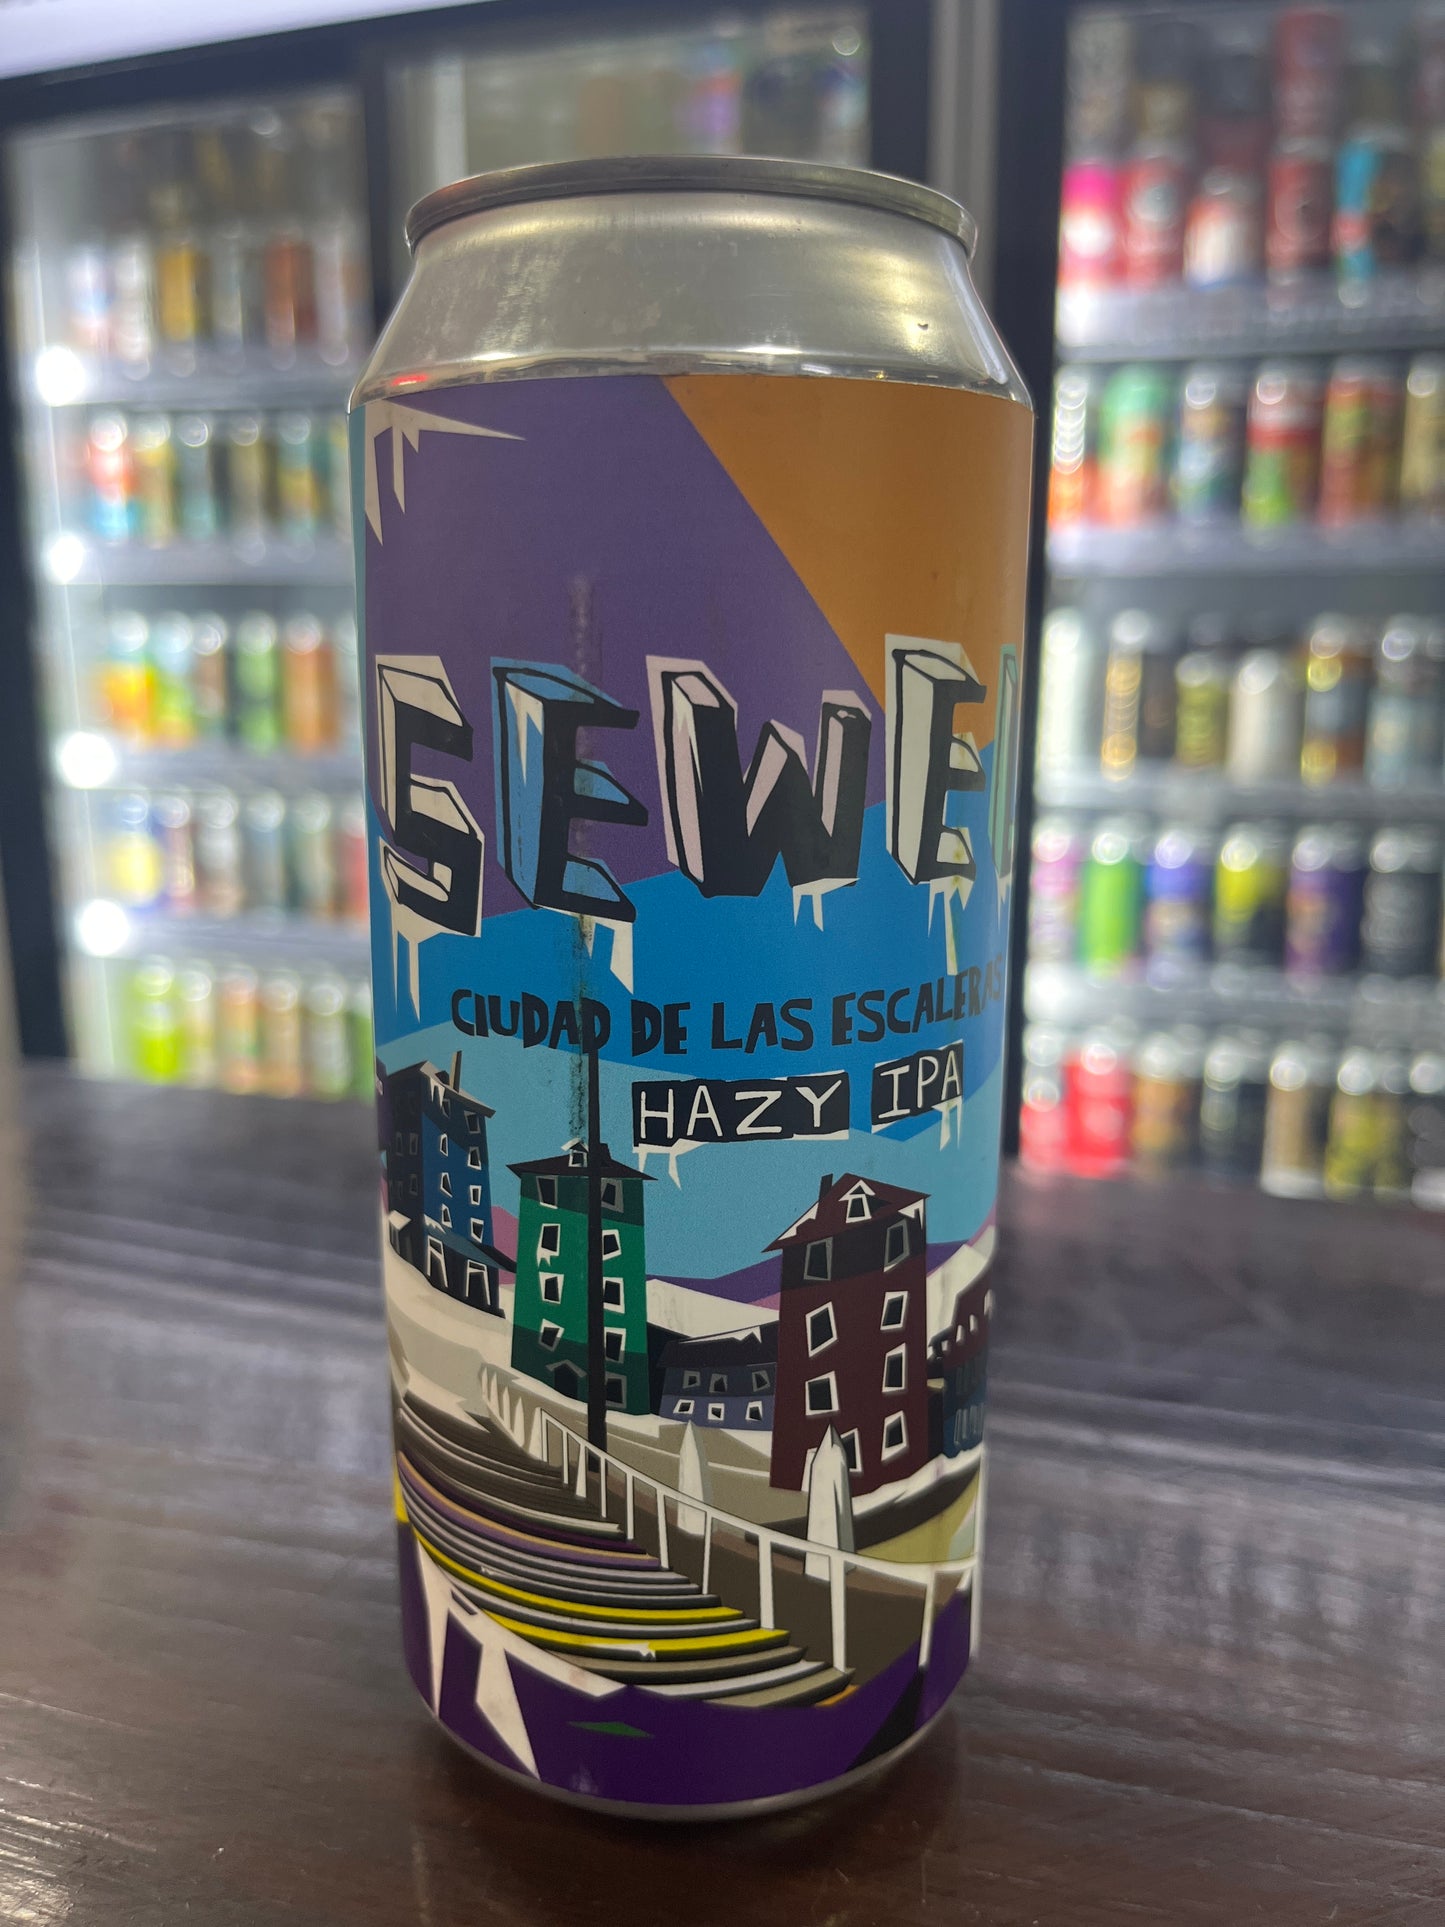 SEWEL
CIUDAD DE LAS ESCALERAS
HAZY IPA